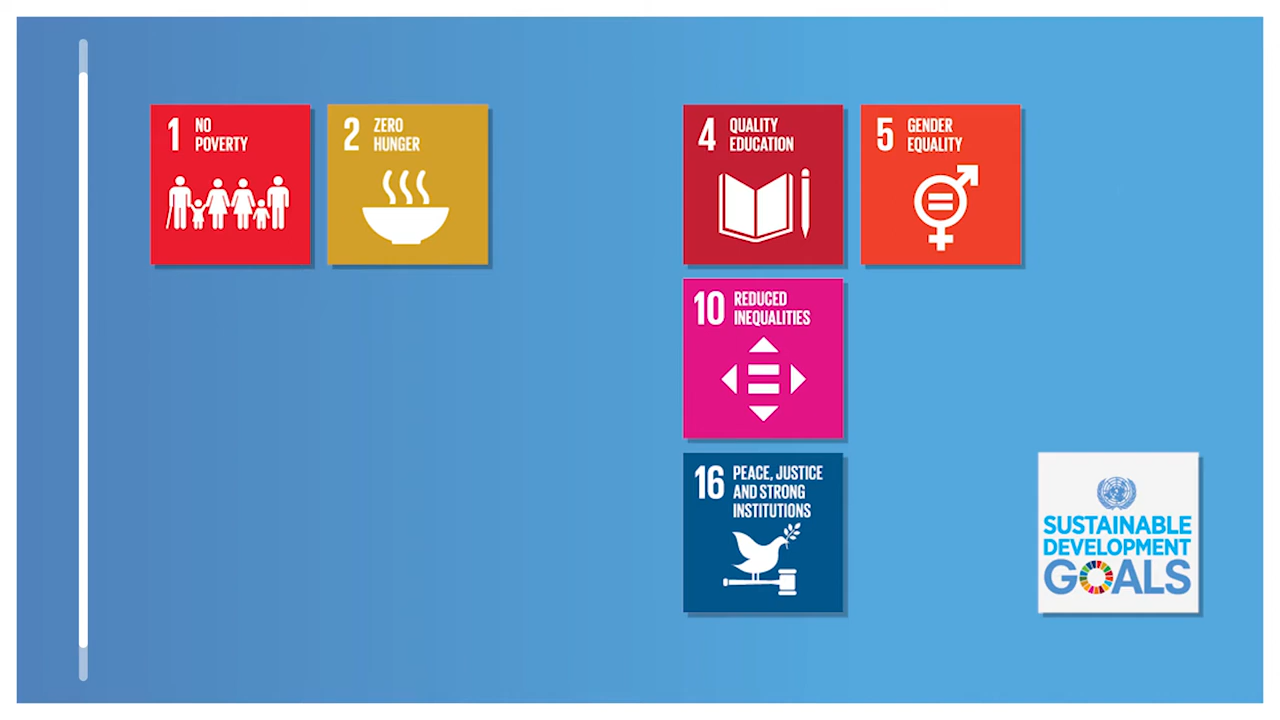 1 NO
POVERTY
2 ZERO
HUNGER
4 QUALITY
EDUCATION
5 GENDER
EQUALITY
10 REDUCED
INEQUALITIES
16 PEACE, JUSTICE
AND STRONG
INSTITUTIONS
SUSTAINABLE
DEVELOPMENT
GOALS